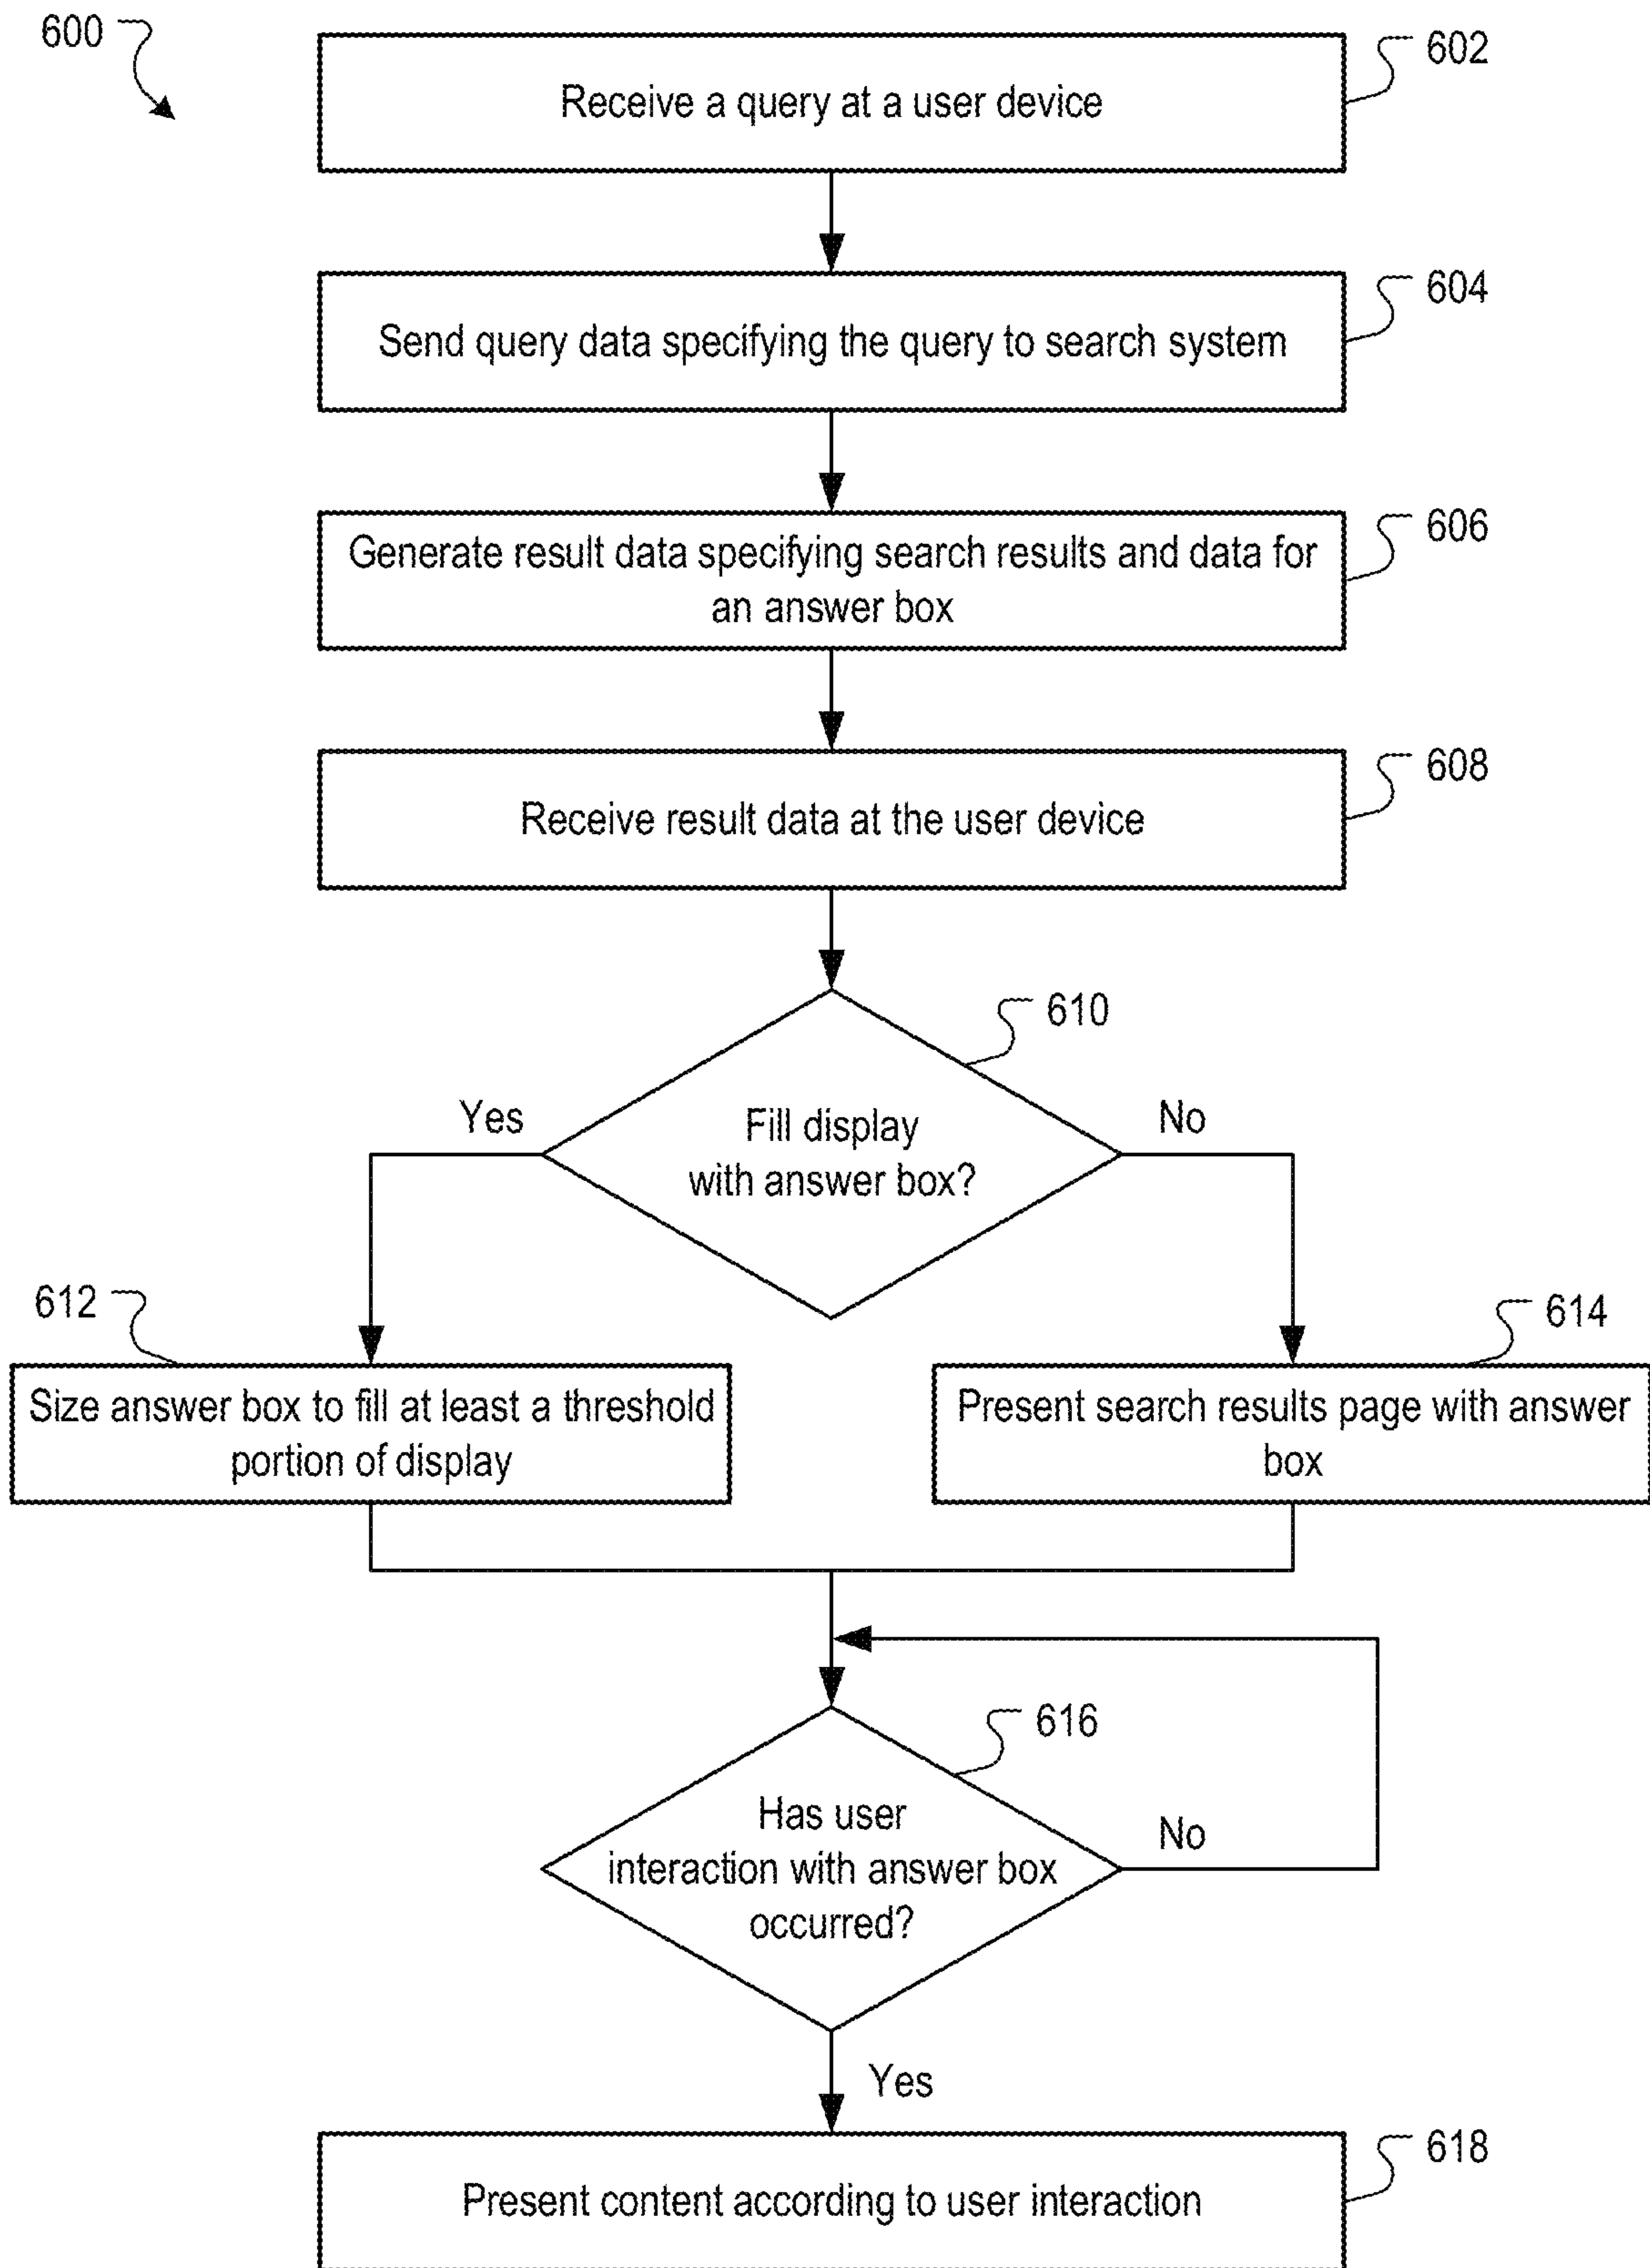 600
602
Receive a query at a user device
604
Send query data specifying the query to search system
606
Generate result data specifying search results and data for
an answer box
608
Receive result data at the user device
610
Fill display
with answer box?
Yes
No
612
614
Size answer box to fill at least a threshold
portion of display
Present search results page with answer
box
616
Has user
interaction with answer box
occurred?
No
Yes
618
Present content according to user interaction